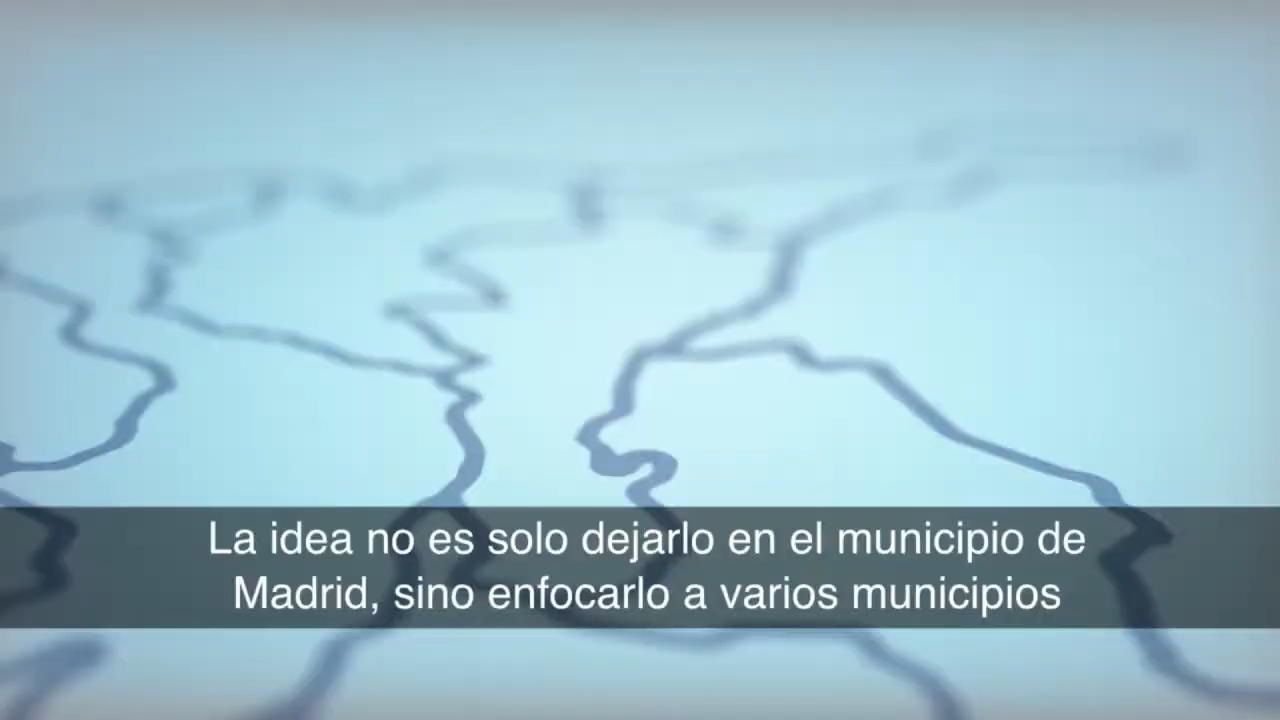 La idea no es solo dejarlo en el municipio de
Madrid, sino enfocarlo a varios municipios